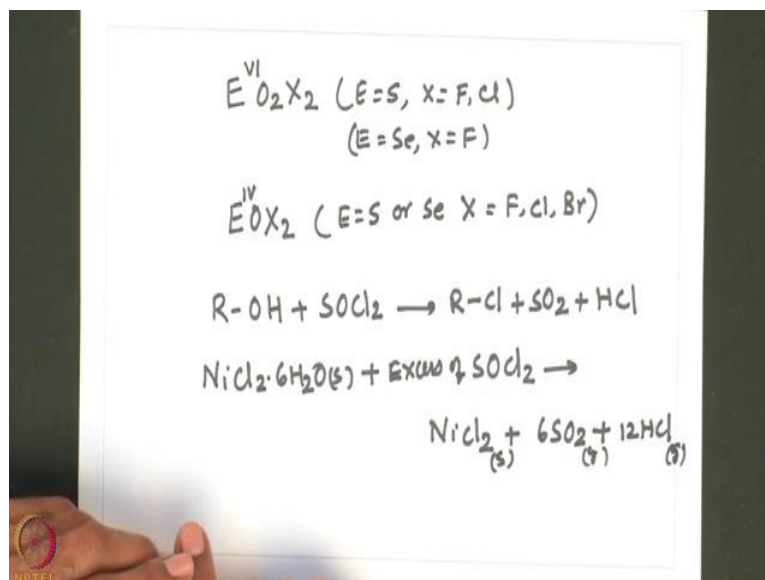 E^VI O2X2 (E=S, X=F, Cl)
(E=Se, X=F)
E^IV OX2 (E=S or Se X = F, Cl, Br)
R-OH + SOCl2 → R-Cl + SO2 + HCl
NiCl2·6H2O(s) + Excess of SOCl2 →
NiCl2(s) + 6SO2(g) + 12HCl(g)
NPTEL